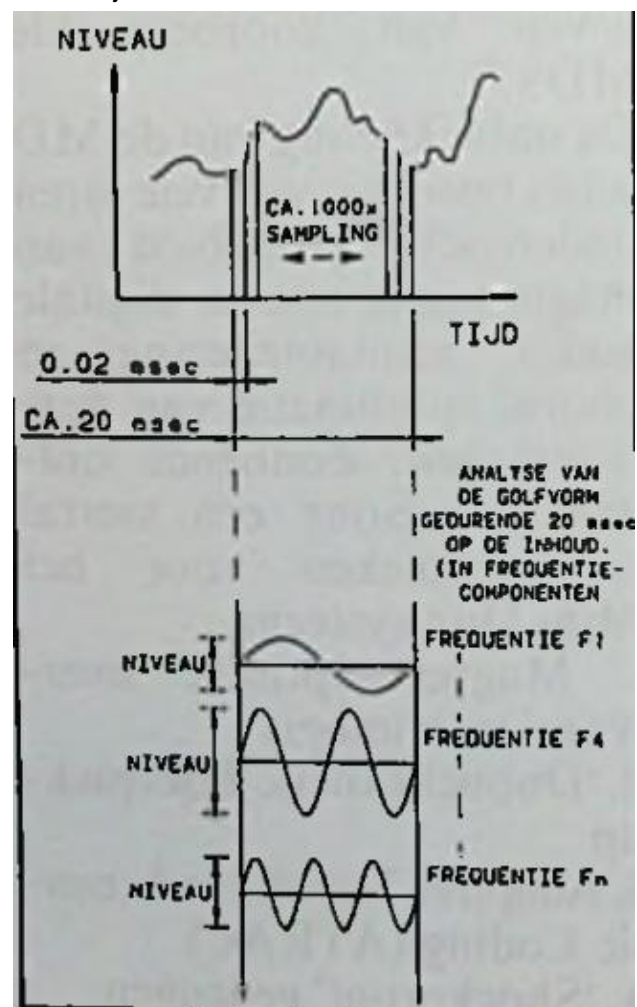 NIVEAU
CA. 1000x
SAMPLING
TIJD
0.02 msec
CA.20 msec
ANALYSE VAN
DE GOLFVORM
GEDURENDE 20 msec
OP DE INHOUD.
(IN FREQUENTIE-
COMPONENTEN
FREQUENTIE F1
NIVEAU
FREQUENTIE F4
NIVEAU
FREQUENTIE Fn
NIVEAU